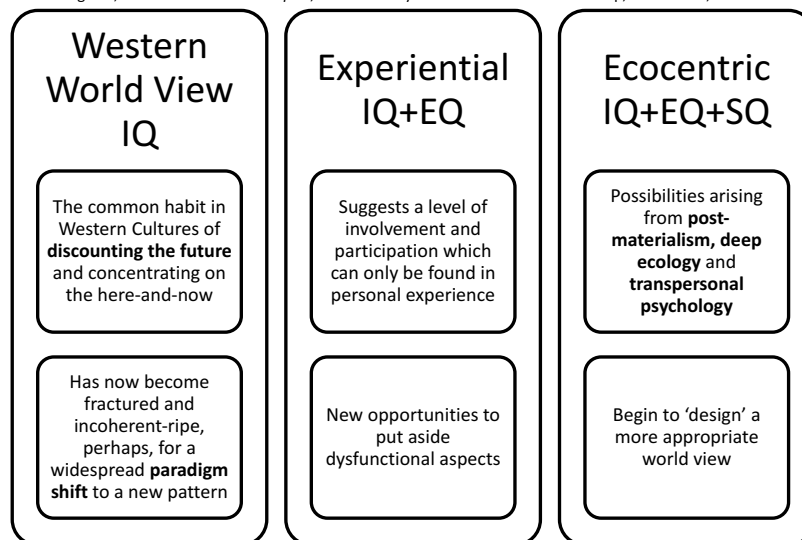 Western
World View
IQ
The common habit in
Western Cultures of
discounting the future
and concentrating on
the here-and-now
Has now become
fractured and
incoherent-ripe,
perhaps, for a
widespread paradigm
shift to a new pattern
Experiential
IQ+EQ
Suggests a level of
involvement and
participation which
can only be found in
personal experience
New opportunities to
put aside
dysfunctional aspects
Ecocentric
IQ+EQ+SQ
Possibilities arising
from post-
materialism, deep
ecology and
transpersonal
psychology
Begin to ‘design’ a
more appropriate
world view